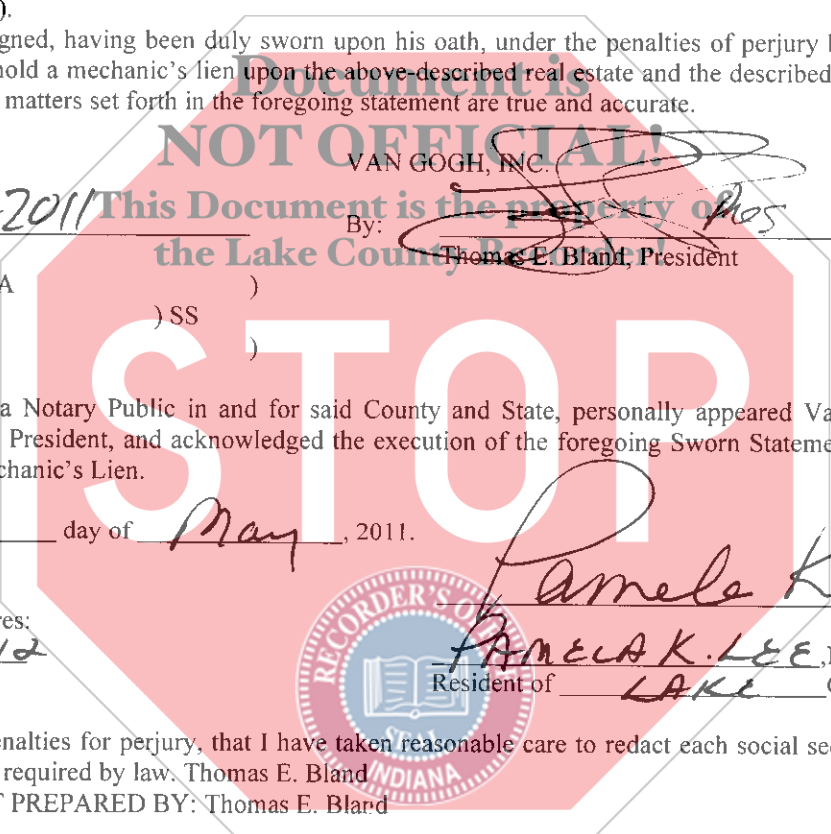 ).
gned, having been duly sworn upon his oath, under the penalties of perjury
hold a mechanic's lien upon the above-described real estate and the described
matters set forth in the foregoing statement are true and accurate.
Document is
NOT OFFICIAL!
This Document is the property of
the Lake County Recorder!
VAN GOGH, INC.
2011
By: Pres
Thomas E. Bland, President
A )
) SS
)
STOP
a Notary Public in and for said County and State, personally appeared Va
President, and acknowledged the execution of the foregoing Sworn Stateme
chanic's Lien.
day of May, 2011.
Pamela K
res:
12
PAMELA K. LEE,
Resident of LAKE
RECORDER'S OFFICE
SEAL
INDIANA
enalties for perjury, that I have taken reasonable care to redact each social sec
required by law. Thomas E. Bland
PREPARED BY: Thomas E. Bland